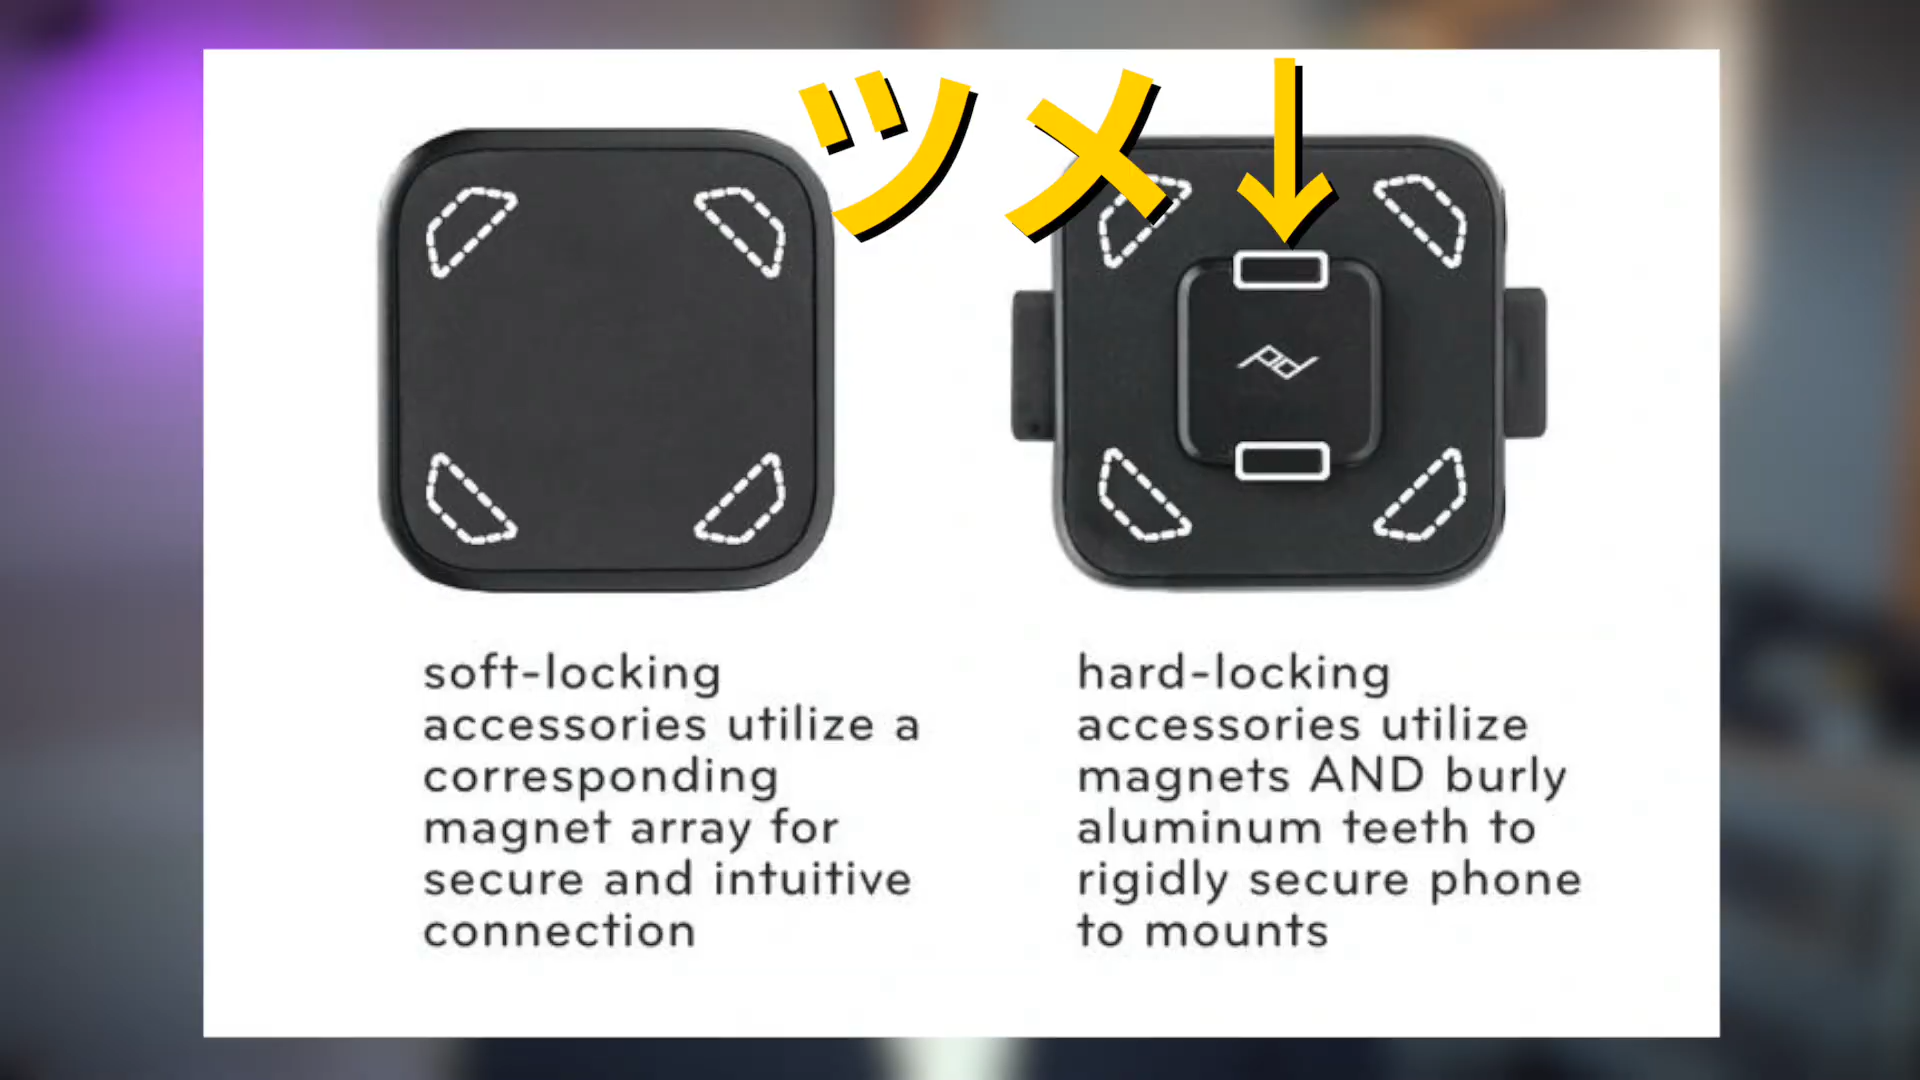 ツメ↓
soft-locking
accessories utilize a
corresponding
magnet array for
secure and intuitive
connection
hard-locking
accessories utilize
magnets AND burly
aluminum teeth to
rigidly secure phone
to mounts